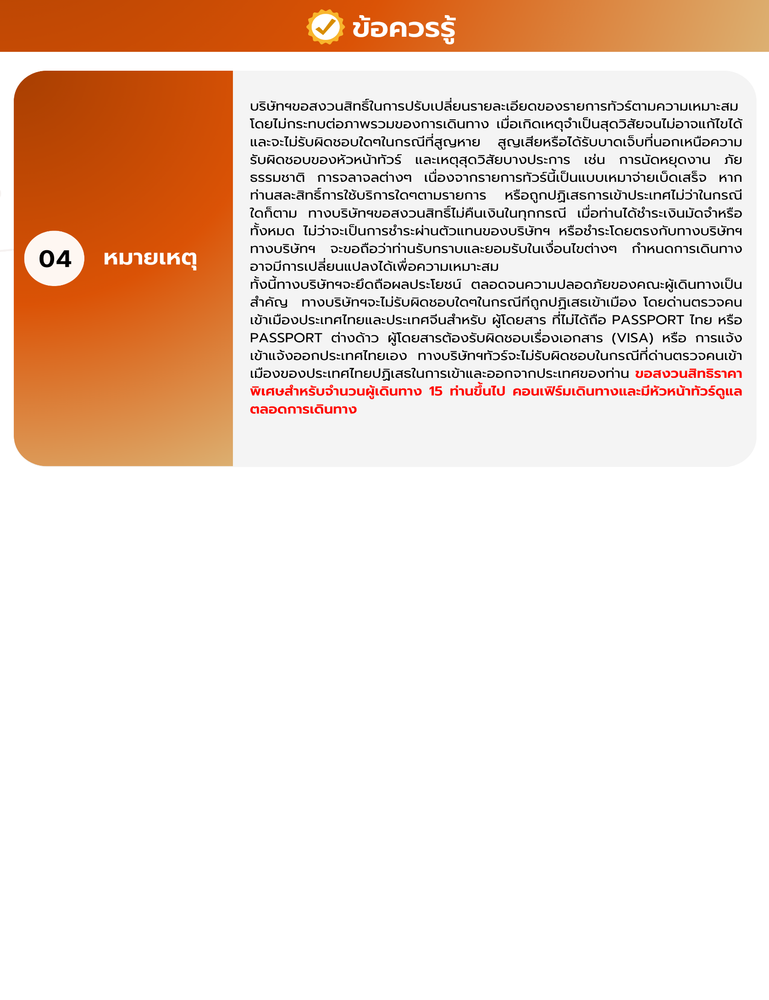 ข้อควรรู้
04
หมายเหตุ
บริษัทฯขอสงวนสิทธิ์ในการปรับเปลี่ยนรายละเอียดของรายการทัวร์ตามความเหมาะสม
โดยไม่กระทบต่อภาพรวมของการเดินทาง เมื่อเกิดเหตุจำเป็นสุดวิสัยจนไม่อาจแก้ไขได้
และจะไม่รับผิดชอบใดๆในกรณีที่สูญหาย สูญเสียหรือได้รับบาดเจ็บที่นอกเหนือความ
รับผิดชอบของหัวหน้าทัวร์ และเหตุสุดวิสัยบางประการ เช่น การนัดหยุดงาน ภัย
ธรรมชาติ การจลาจลต่างๆ เนื่องจากรายการทัวร์นี้เป็นแบบเหมาจ่ายเบ็ดเสร็จ หาก
ท่านสละสิทธิ์การใช้บริการใดๆตามรายการ หรือถูกปฏิเสธการเข้าประเทศไม่ว่าในกรณี
ใดก็ตาม ทางบริษัทฯขอสงวนสิทธิ์ไม่คืนเงินในทุกกรณี เมื่อท่านได้ชำระเงินมัดจำหรือ
ทั้งหมด ไม่ว่าจะเป็นการชำระผ่านตัวแทนของบริษัทฯ หรือชำระโดยตรงกับทางบริษัทฯ
ทางบริษัทฯ จะขอถือว่าท่านรับทราบและยอมรับในเงื่อนไขต่างๆ กำหนดการเดินทาง
อาจมีการเปลี่ยนแปลงได้เพื่อความเหมาะสม
ทั้งนี้ทางบริษัทฯจะยึดถือผลประโยชน์ ตลอดจนความปลอดภัยของคณะผู้เดินทางเป็น
สำคัญ ทางบริษัทฯจะไม่รับผิดชอบใดๆในกรณีทีถูกปฏิเสธเข้าเมือง โดยด่านตรวจคน
เข้าเมืองประเทศไทยและประเทศจีนสำหรับ ผู้โดยสาร ที่ไม่ได้ถือ PASSPORT ไทย หรือ
PASSPORT ต่างด้าว ผู้โดยสารต้องรับผิดชอบเรื่องเอกสาร (VISA) หรือ การแจ้ง
เข้าแจ้งออกประเทศไทยเอง ทางบริษัทฯทัวร์จะไม่รับผิดชอบในกรณีที่ด่านตรวจคนเข้า
เมืองของประเทศไทยปฏิเสธในการเข้าและออกจากประเทศของท่าน ขอสงวนสิทธิราคา
พิเศษสำหรับจำนวนผู้เดินทาง 15 ท่านขึ้นไป คอนเฟิร์มเดินทางและมีหัวหน้าทัวร์ดูแล
ตลอดการเดินทาง